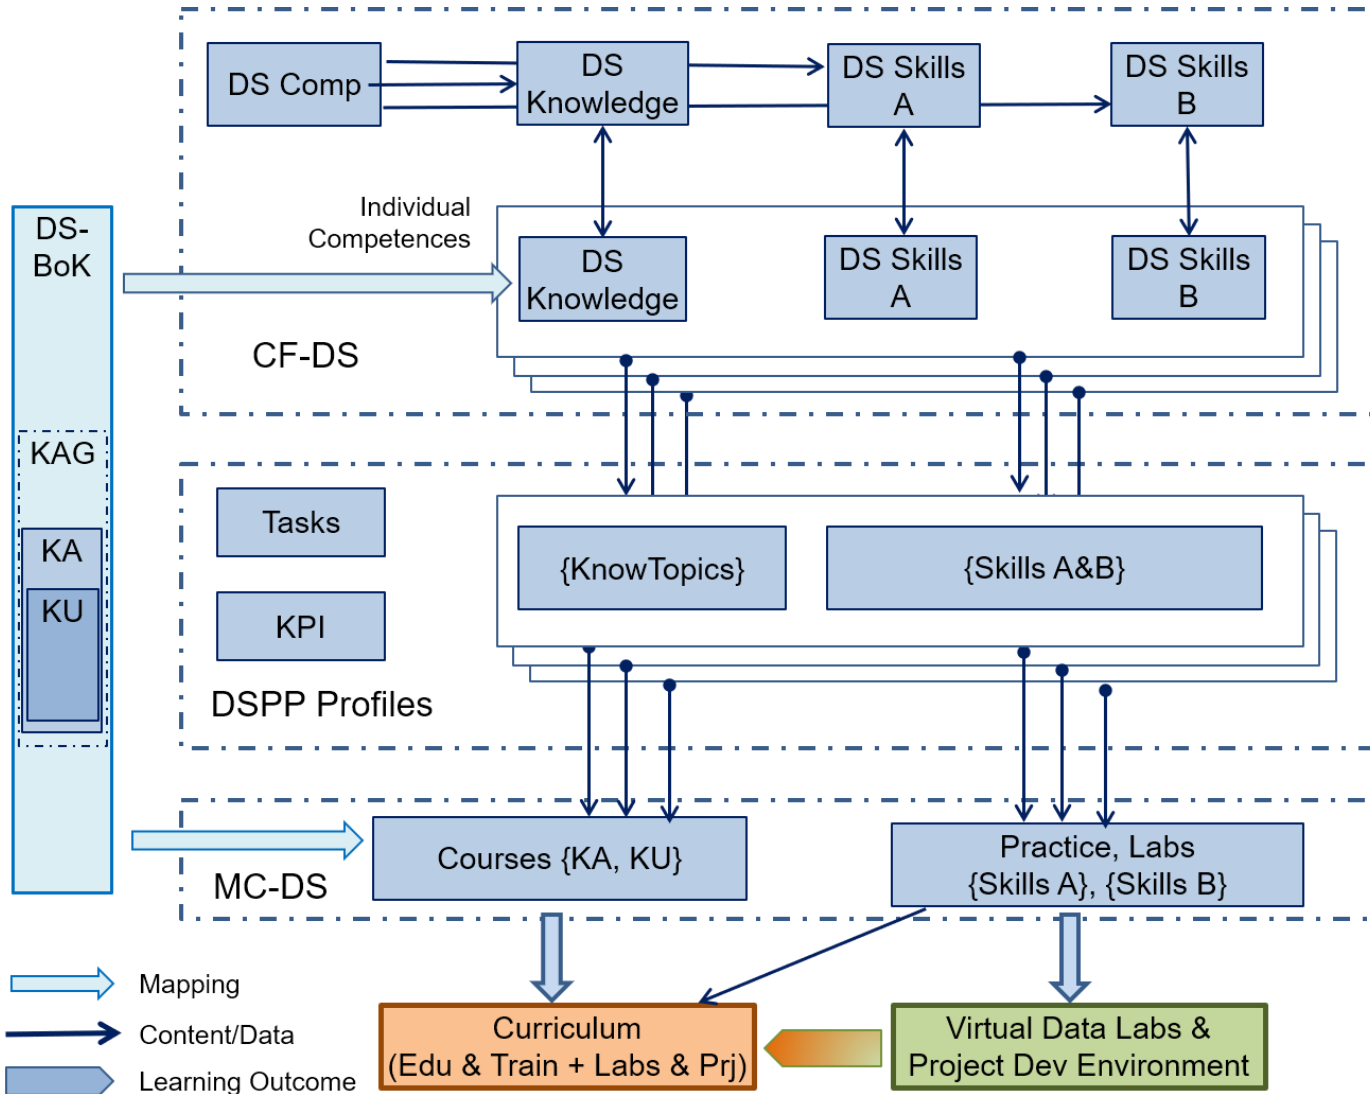 DS Comp
DS
Knowledge
DS Skills
A
DS Skills
B
Individual
Competences
DS
Knowledge
DS Skills
A
DS Skills
B
CF-DS
DS-
BoK
KAG
KA
KU
Tasks
KPI
{KnowTopics}
{Skills A&B}
DSPP Profiles
Courses {KA, KU}
Practice, Labs
{Skills A}, {Skills B}
MC-DS
Mapping
Content/Data
Learning Outcome
Curriculum
(Edu & Train + Labs & Prj)
Virtual Data Labs &
Project Dev Environment